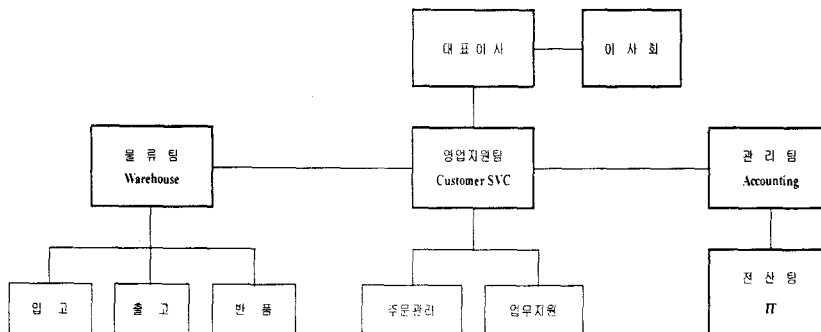 대표이사
이사회
물류팀
Warehouse
영업지원팀
Customer SVC
관리팀
Accounting
입고
출고
반품
주문관리
업무지원
전산팀
IT